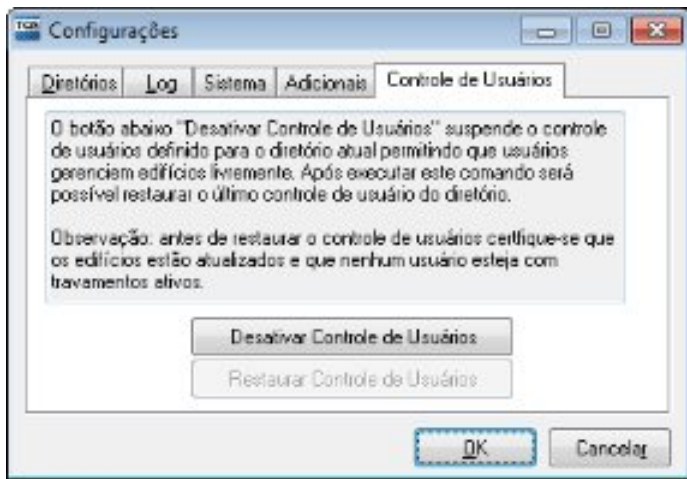 TQS Configurações
Diretórios Log Sistema Adicionais Controle de Usuários
O botão abaixo "Desativar Controle de Usuários" suspende o controle
de usuários definido para o diretório atual permitindo que usuários
gerenciem edifícios livremente. Após executar este comando será
possível restaurar o último controle de usuário do diretório.
Observação: antes de restaurar o controle de usuários certifique-se que
os edifícios estão atualizados e que nenhum usuário esteja com
travamentos ativos.
Desativar Controle de Usuários
Restaurar Controle de Usuários
OK Cancelar